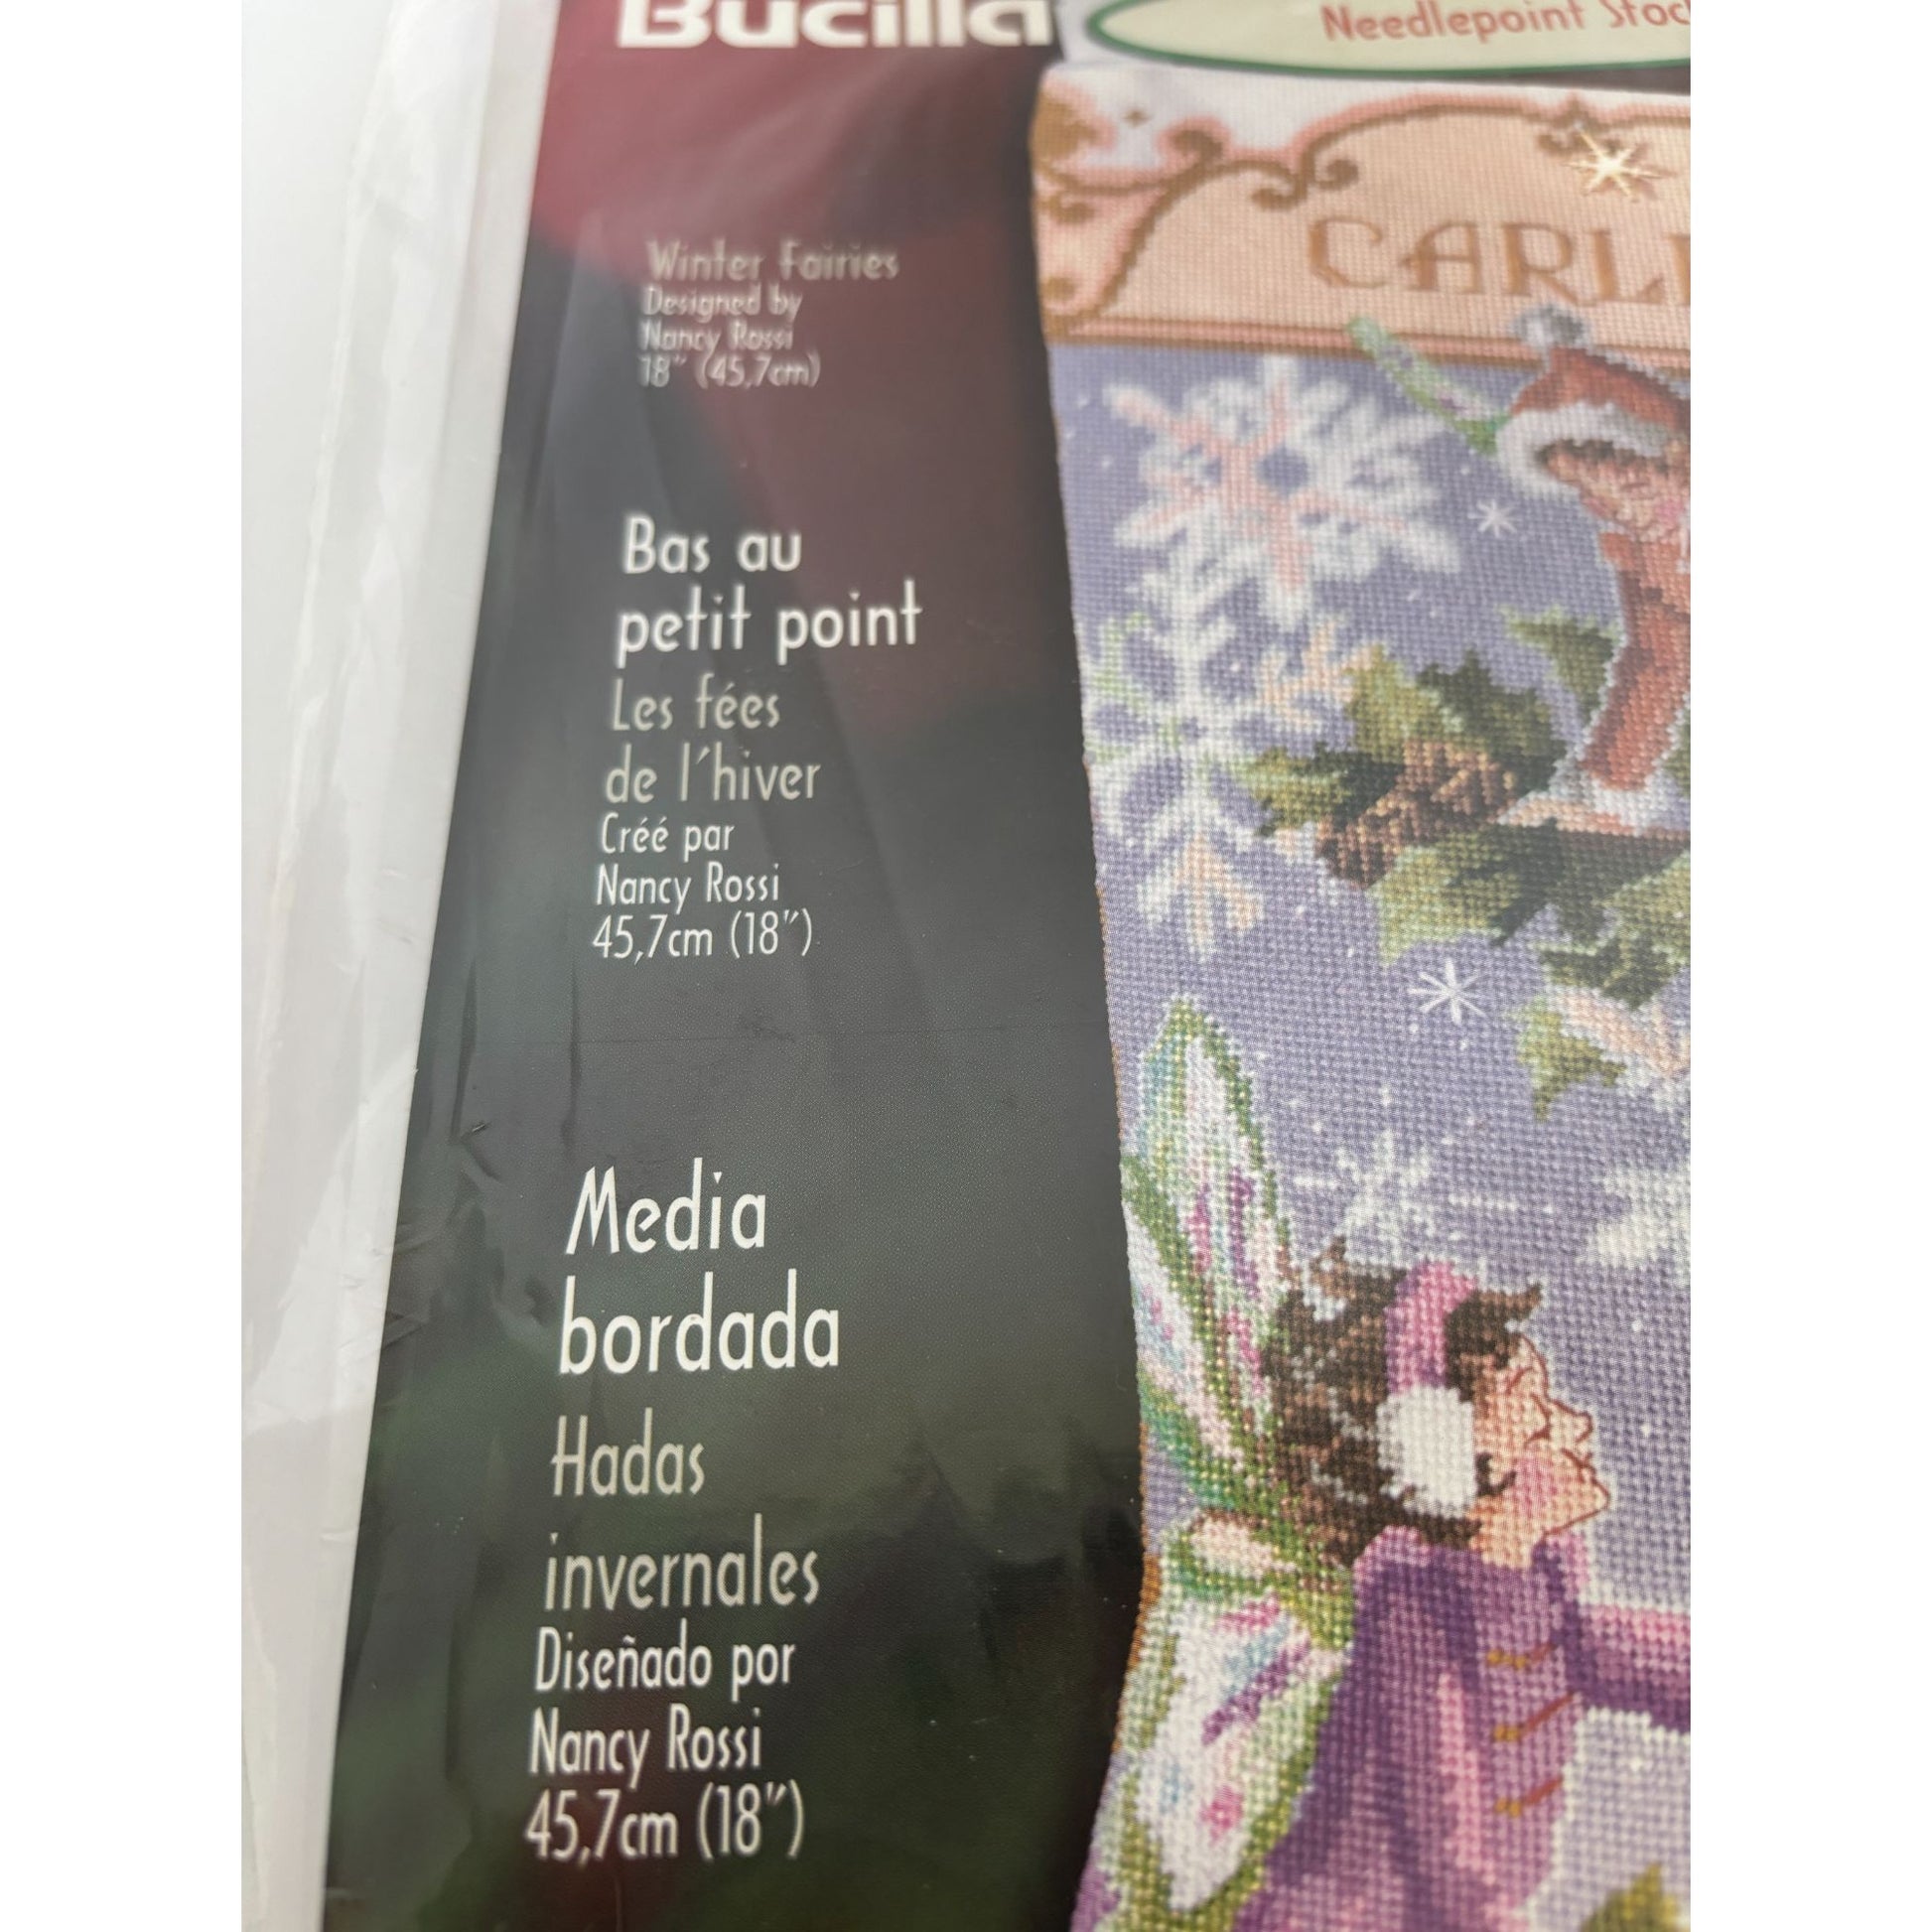 Bucilla
Needlepoint
CARL
Winter Fairies
Designed by
Nancy Rossi
18" (45,7cm)
Bas au
petit point
Les fées
de l'hiver
Créé par
Nancy Rossi
45,7cm (18")
Media
bordada
Hadas
invernales
Diseñado por
Nancy Rossi
45,7cm (18")